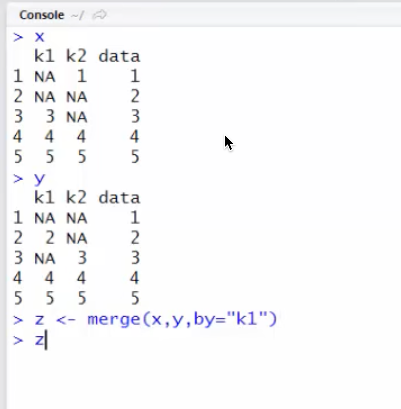 Console ~/
> x
  k1 k2 data
1 NA  1    1
2 NA NA    2
3  3 NA    3
4  4  4    4
5  5  5    5
> y
  k1 k2 data
1 NA NA    1
2  2 NA    2
3 NA  3    3
4  4  4    4
5  5  5    5
> z <- merge(x,y,by="k1")
> z